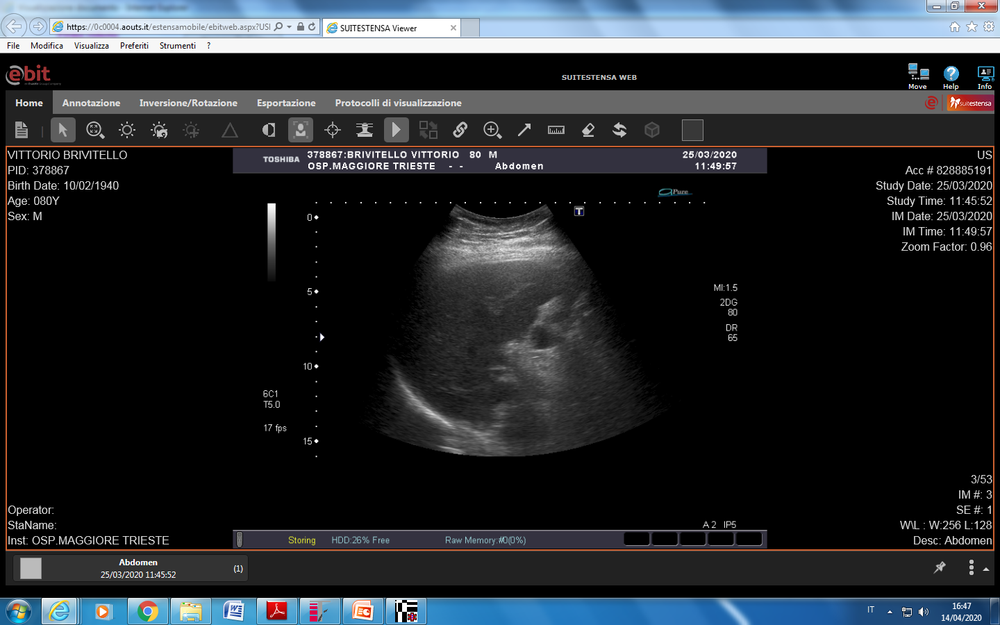 https://0c0004.aouts.it/estensamobile/ebitweb.aspx?USI
SUITESTENSA Viewer
File Modifica Visualizza Preferiti Strumenti ?
ebit
SUITESTENSA WEB
Move Help Info
Home Annotazione Inversione/Rotazione Esportazione Protocolli di visualizzazione
suitestensa
VITTORIO BRIVITELLO
PID: 378867
Birth Date: 10/02/1940
Age: 080Y
Sex: M
TOSHIBA
378867:BRIVITELLO VITTORIO 80 M
OSP.MAGGIORE TRIESTE - - Abdomen
25/03/2020
11:49:57
US
Acc # 828885191
Study Date: 25/03/2020
Study Time: 11:45:52
IM Date: 25/03/2020
IM Time: 11:49:57
Zoom Factor: 0.96
Pure
T
0
5
10
15
MI:1.5
2DG
80
DR
65
6C1
T5.0
17 fps
A 2 IP5
Storing HDD:26% Free Raw Memory:#0(0%)
Operator:
StaName:
Inst: OSP.MAGGIORE TRIESTE
3/53
IM #: 3
SE #: 1
W\L : W:256 L:128
Desc: Abdomen
Abdomen
25/03/2020 11:45:52
(1)
IT
16:47
14/04/2020